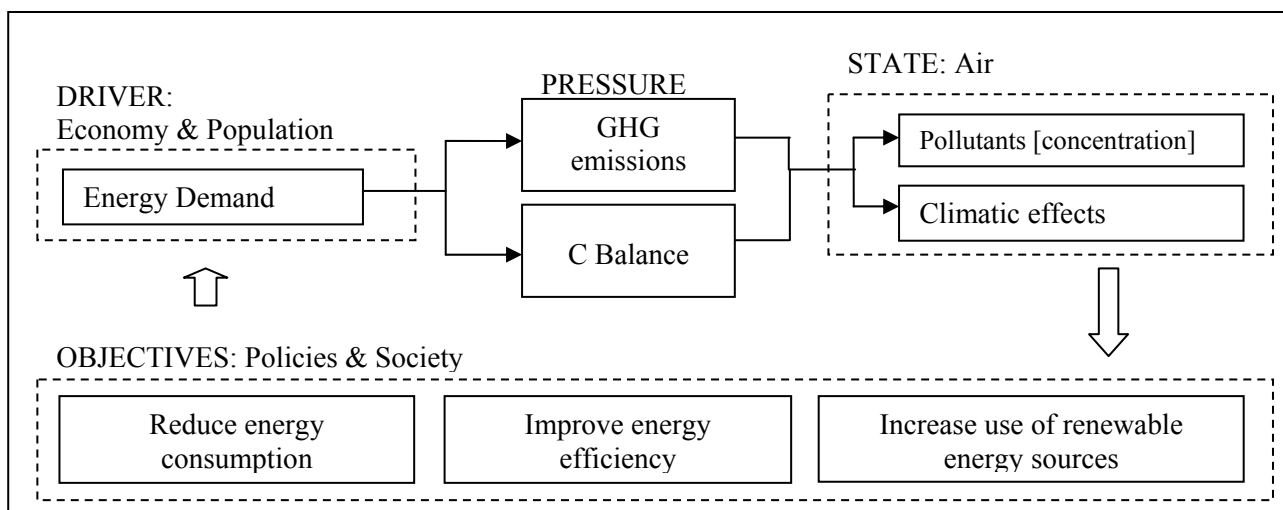 DRIVER:
Economy & Population
Energy Demand
PRESSURE
GHG
emissions
C Balance
STATE: Air
Pollutants [concentration]
Climatic effects
OBJECTIVES: Policies & Society
Reduce energy
consumption
Improve energy
efficiency
Increase use of renewable
energy sources